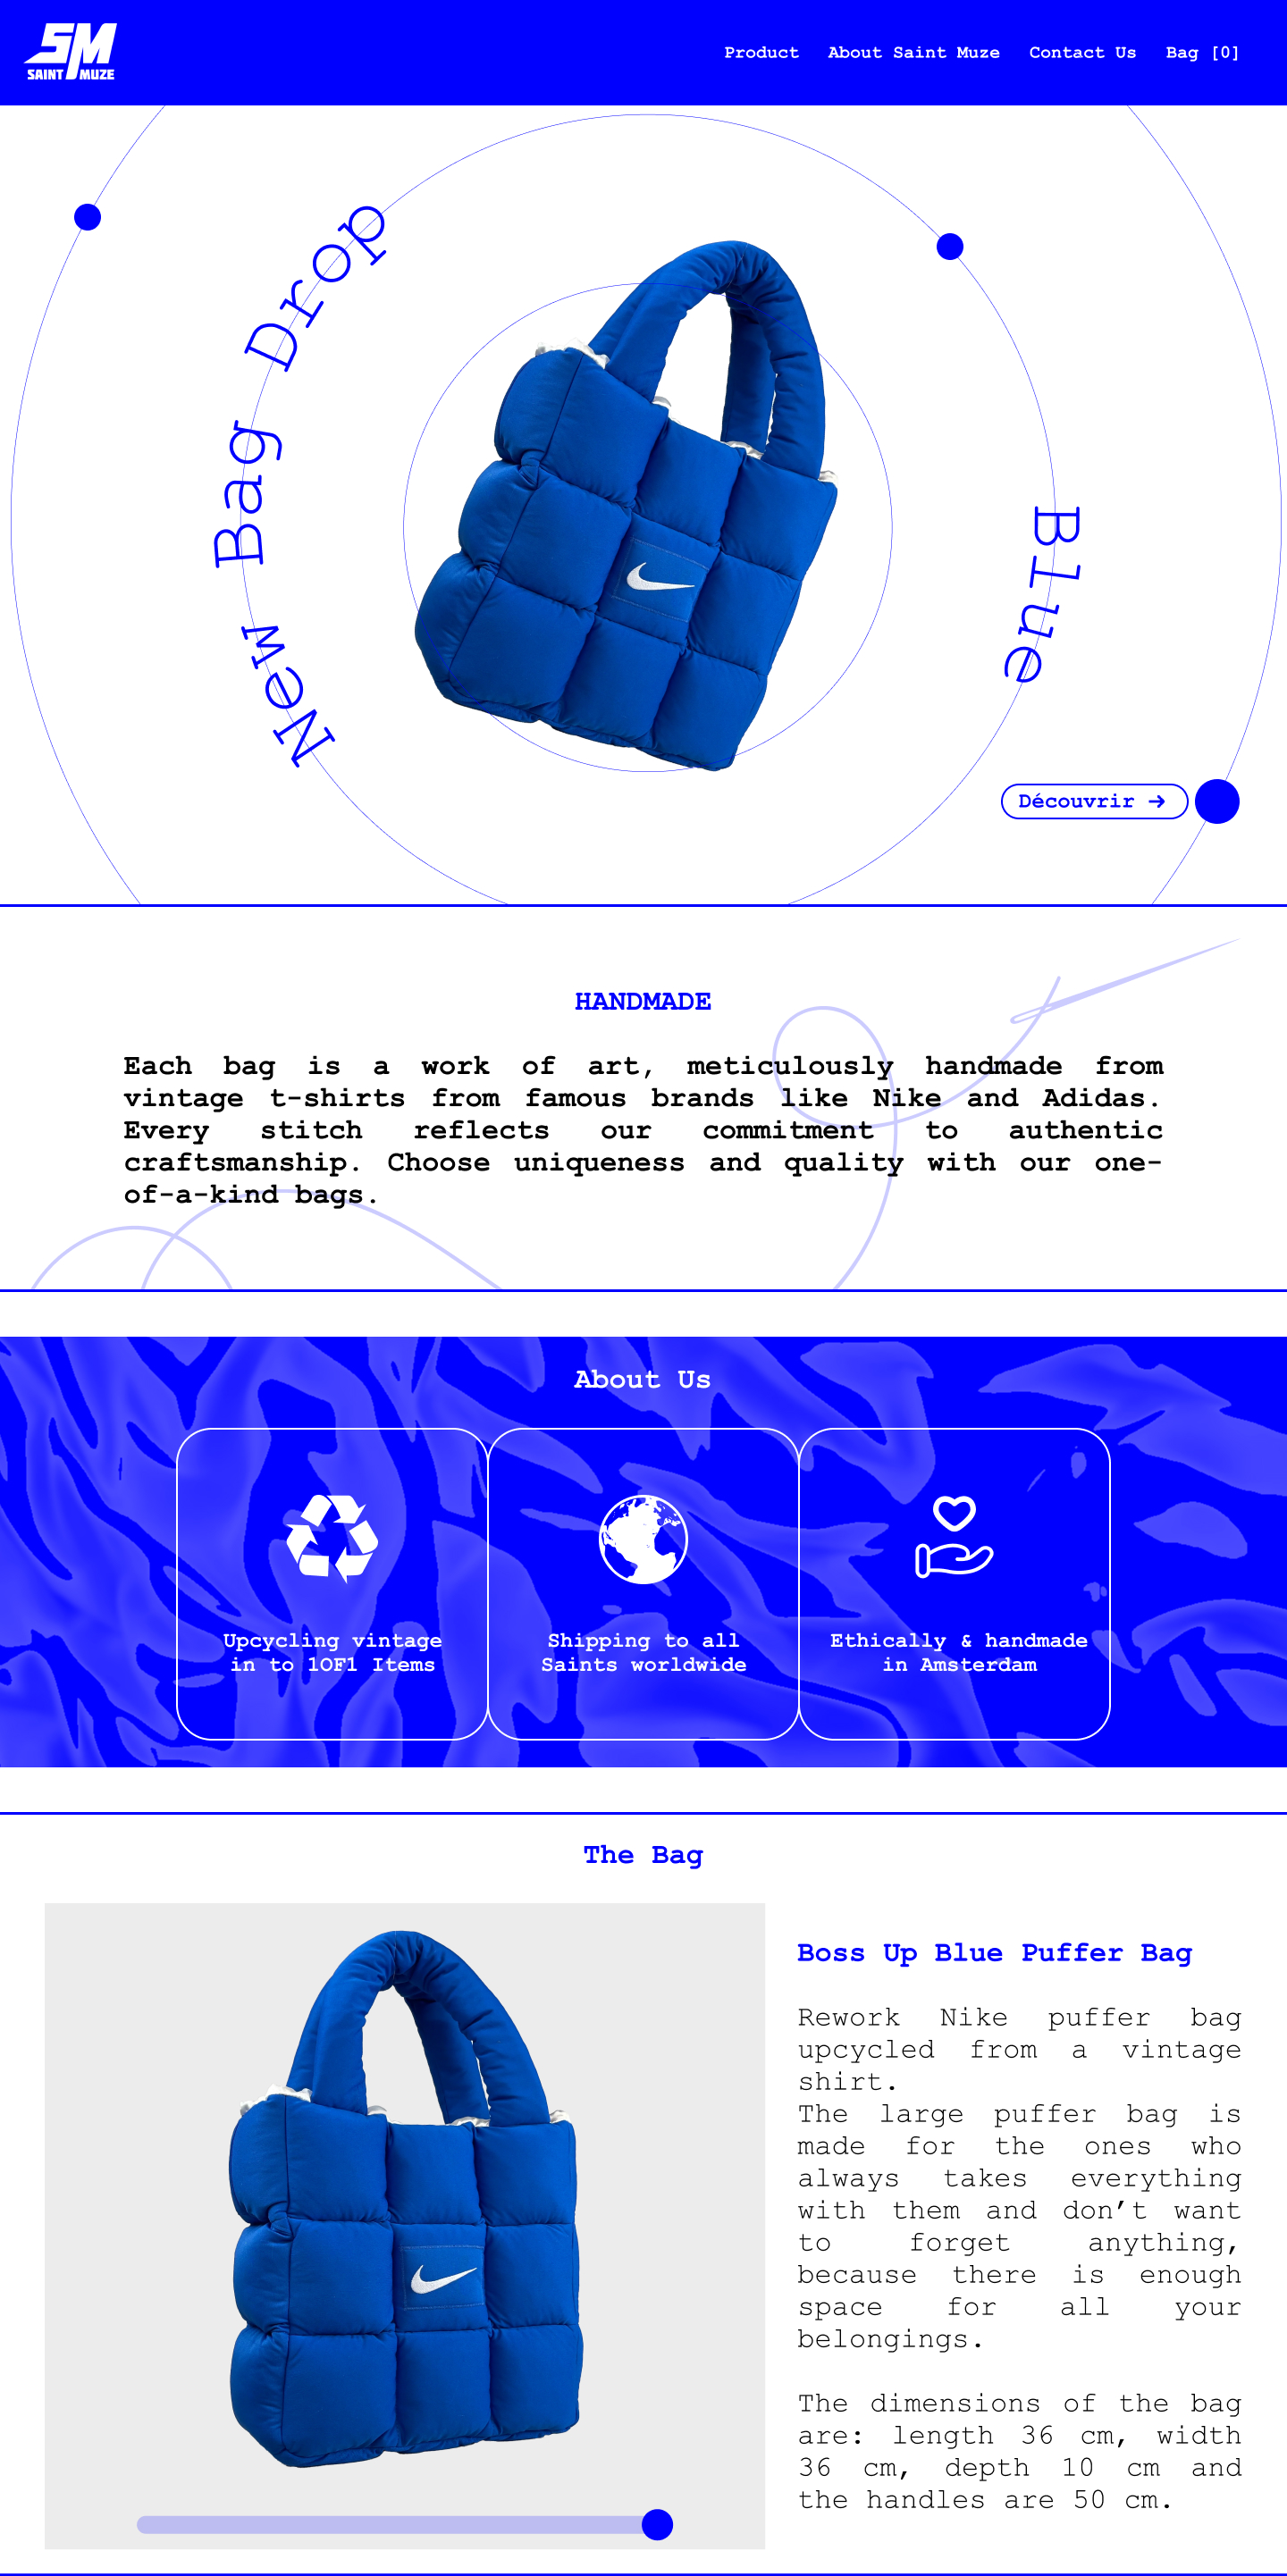 SM
SAINT MUZE
Product About Saint Muze Contact Us Bag [0]
New Bag Drop
Blue
Découvrir →
HANDMADE
Each bag is a work of art, meticulously handmade from
vintage t-shirts from famous brands like Nike and Adidas.
Every stitch reflects our commitment to authentic
craftsmanship. Choose uniqueness and quality with our one-
of-a-kind bags.
About Us
Upcycling vintage
in to 1OF1 Items
Shipping to all
Saints worldwide
Ethically & handmade
in Amsterdam
The Bag
Boss Up Blue Puffer Bag
Rework Nike puffer bag
upcycled from a vintage
shirt.
The large puffer bag is
made for the ones who
always takes everything
with them and don’t want
to forget anything,
because there is enough
space for all your
belongings.
The dimensions of the bag
are: length 36 cm, width
36 cm, depth 10 cm and
the handles are 50 cm.